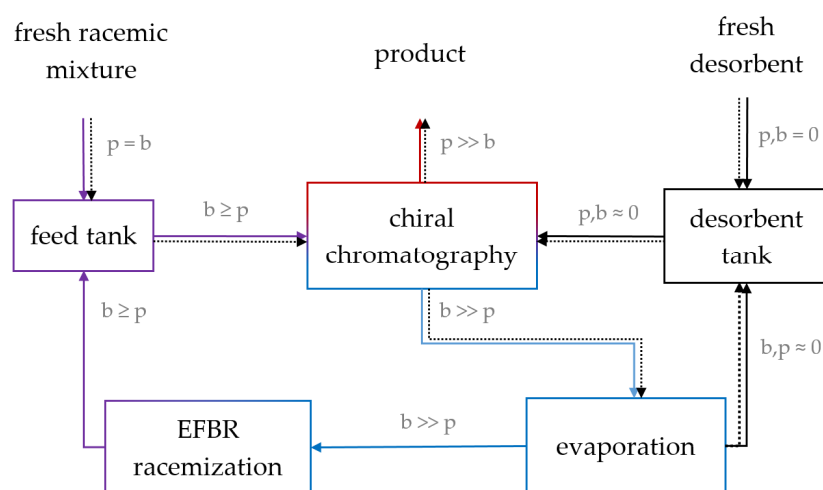 fresh racemic
mixture
product
fresh
desorbent
p = b
p >> b
p,b = 0
feed tank
b ≥ p
chiral
chromatography
p,b ≈ 0
desorbent
tank
b ≥ p
b >> p
b,p ≈ 0
EFBR
racemization
b >> p
evaporation